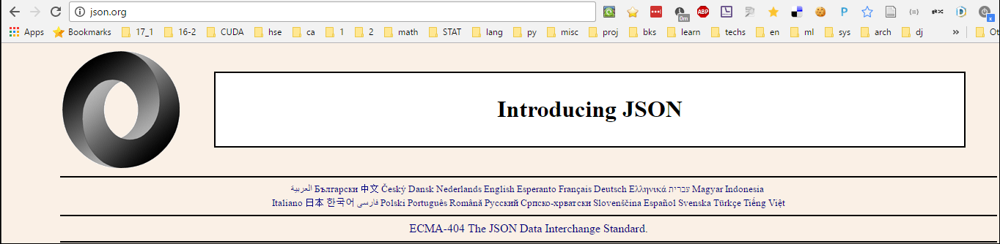 json.org
0m
ABP
P
{≡}
D
x
Apps Bookmarks 17_1 16-2 CUDA hse ca 1 2 math STAT lang py misc proj bks learn techs en ml sys arch dj » Ot
Introducing JSON
العربية Български 中文 Český Dansk Nederlands English Esperanto Français Deutsch Ελληνικά עברית Magyar Indonesia
Italiano 日本 한국어 فارسی Polski Português Română Русский Српско-хрватски Slovenščina Español Svenska Türkçe Tiếng Việt
ECMA-404 The JSON Data Interchange Standard.